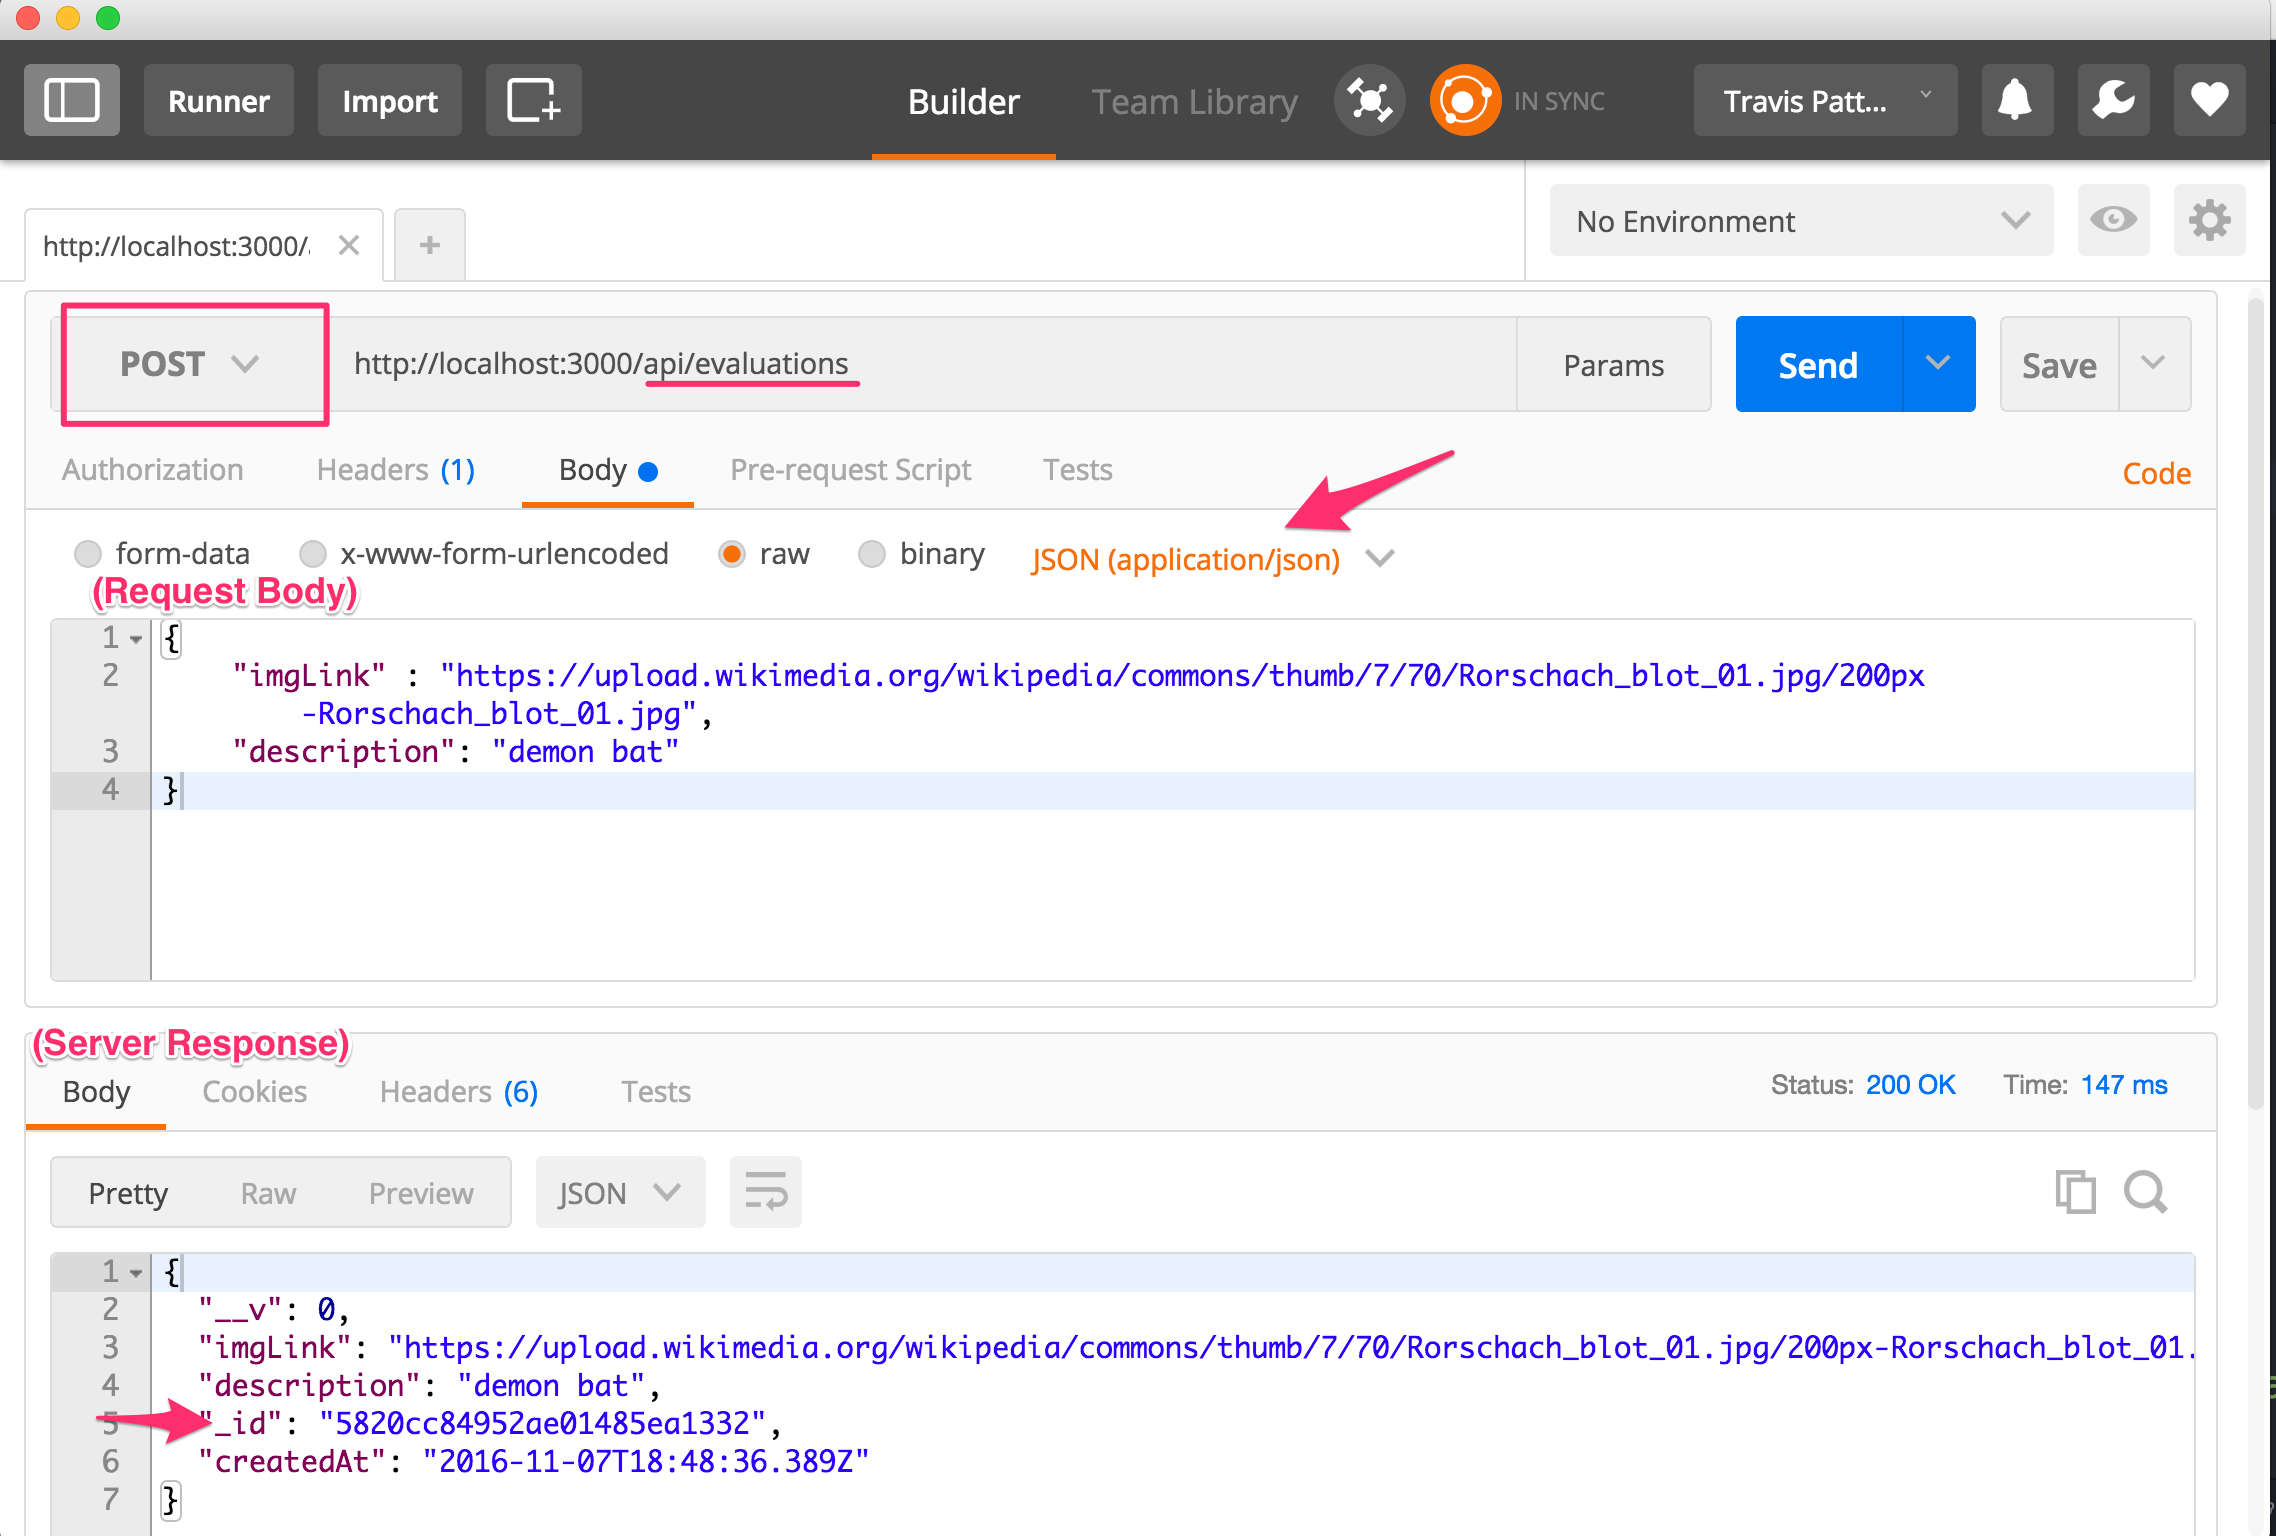 Runner Import Builder Team Library IN SYNC Travis Patt...
http://localhost:3000/ No Environment
POST http://localhost:3000/api/evaluations Params Send Save
Authorization Headers (1) Body Pre-request Script Tests Code
form-data x-www-form-urlencoded raw binary JSON (application/json)
(Request Body)
1 {
2 "imgLink" : "https://upload.wikimedia.org/wikipedia/commons/thumb/7/70/Rorschach_blot_01.jpg/200px
-Rorschach_blot_01.jpg",
3 "description": "demon bat"
4 }
(Server Response)
Body Cookies Headers (6) Tests Status: 200 OK Time: 147 ms
Pretty Raw Preview JSON
1 {
2 "__v": 0,
3 "imgLink": "https://upload.wikimedia.org/wikipedia/commons/thumb/7/70/Rorschach_blot_01.jpg/200px-Rorschach_blot_01.
4 "description": "demon bat",
5 "_id": "5820cc84952ae01485ea1332",
6 "createdAt": "2016-11-07T18:48:36.389Z"
7 }